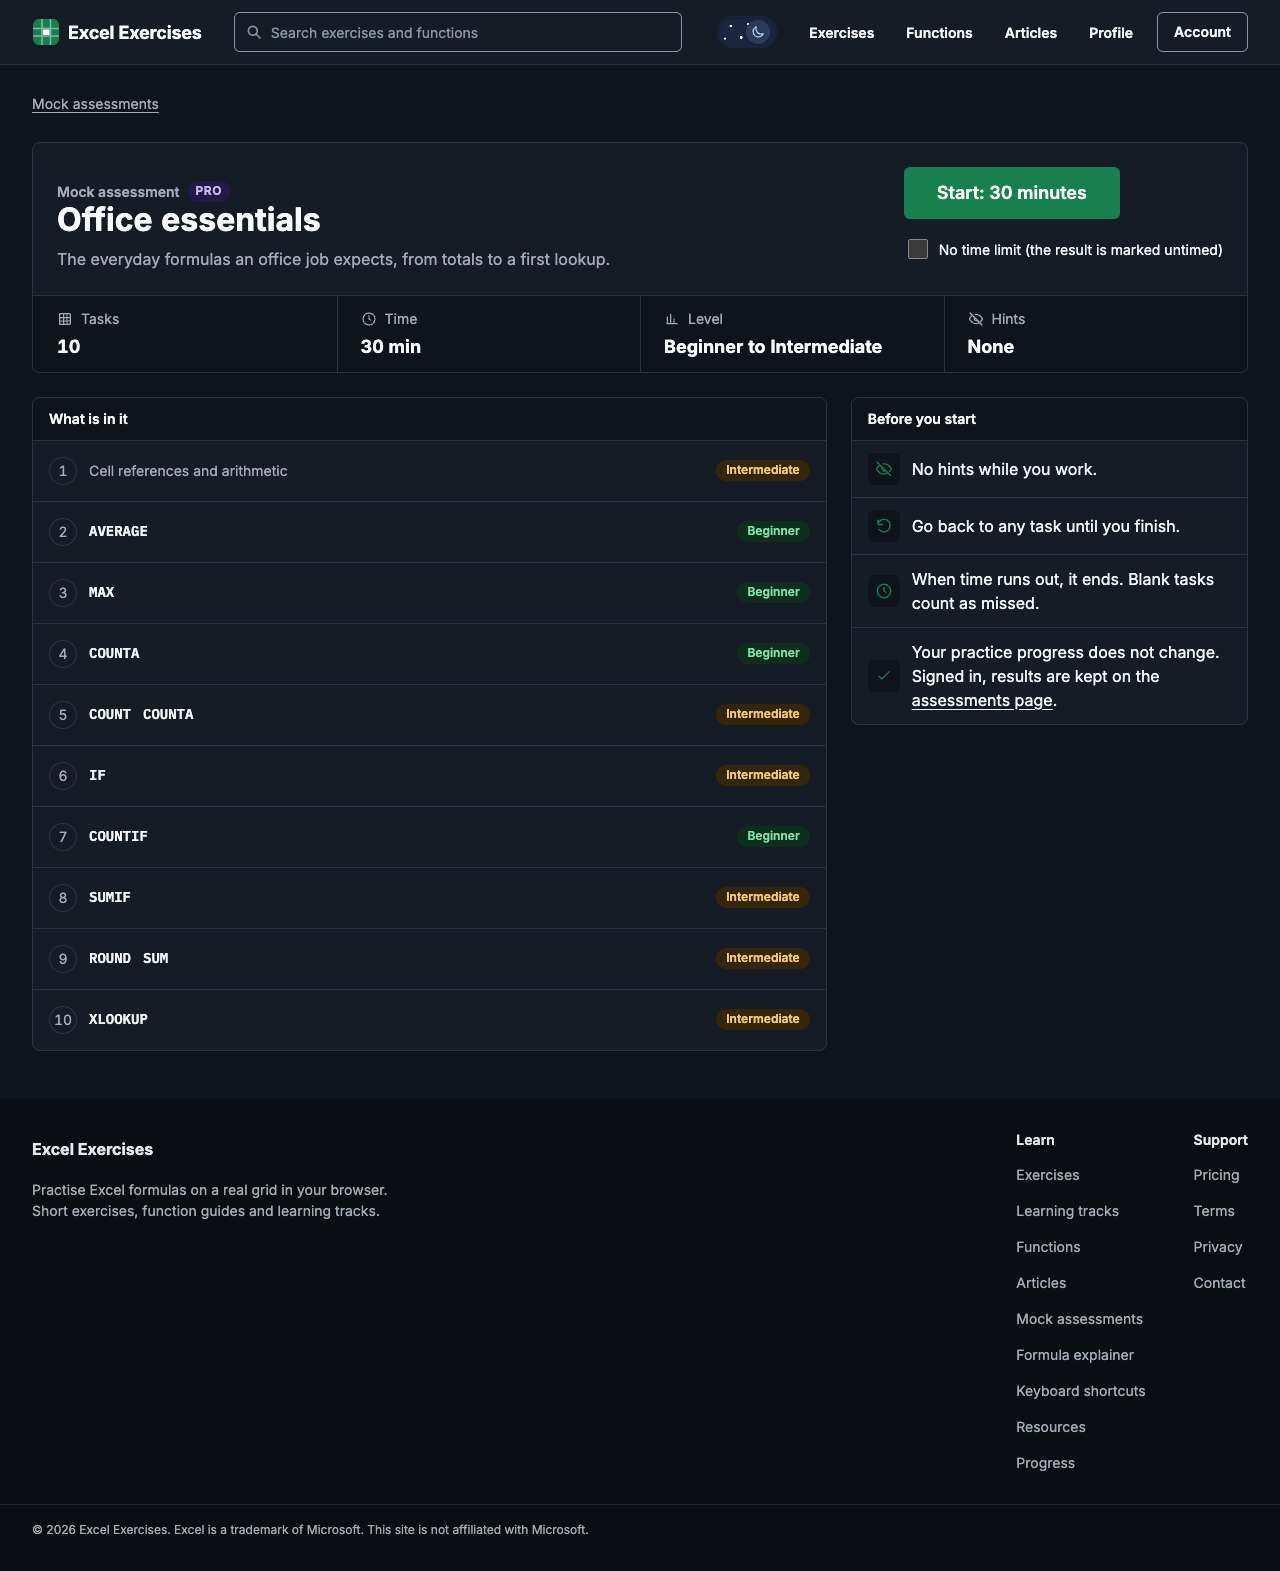 Excel Exercises
Search exercises and functions
Exercises
Functions
Articles
Profile
Account
Mock assessments
Mock assessment PRO
Office essentials
The everyday formulas an office job expects, from totals to a first lookup.
Start: 30 minutes
No time limit (the result is marked untimed)
Tasks
10
Time
30 min
Level
Beginner to Intermediate
Hints
None
What is in it
1 Cell references and arithmetic Intermediate
2 AVERAGE Beginner
3 MAX Beginner
4 COUNTA Beginner
5 COUNT COUNTA Intermediate
6 IF Intermediate
7 COUNTIF Beginner
8 SUMIF Intermediate
9 ROUND SUM Intermediate
10 XLOOKUP Intermediate
Before you start
No hints while you work.
Go back to any task until you finish.
When time runs out, it ends. Blank tasks
count as missed.
Your practice progress does not change.
Signed in, results are kept on the
assessments page.
Excel Exercises
Practise Excel formulas on a real grid in your browser.
Short exercises, function guides and learning tracks.
Learn
Exercises
Learning tracks
Functions
Articles
Mock assessments
Formula explainer
Keyboard shortcuts
Resources
Progress
Support
Pricing
Terms
Privacy
Contact
© 2026 Excel Exercises. Excel is a trademark of Microsoft. This site is not affiliated with Microsoft.